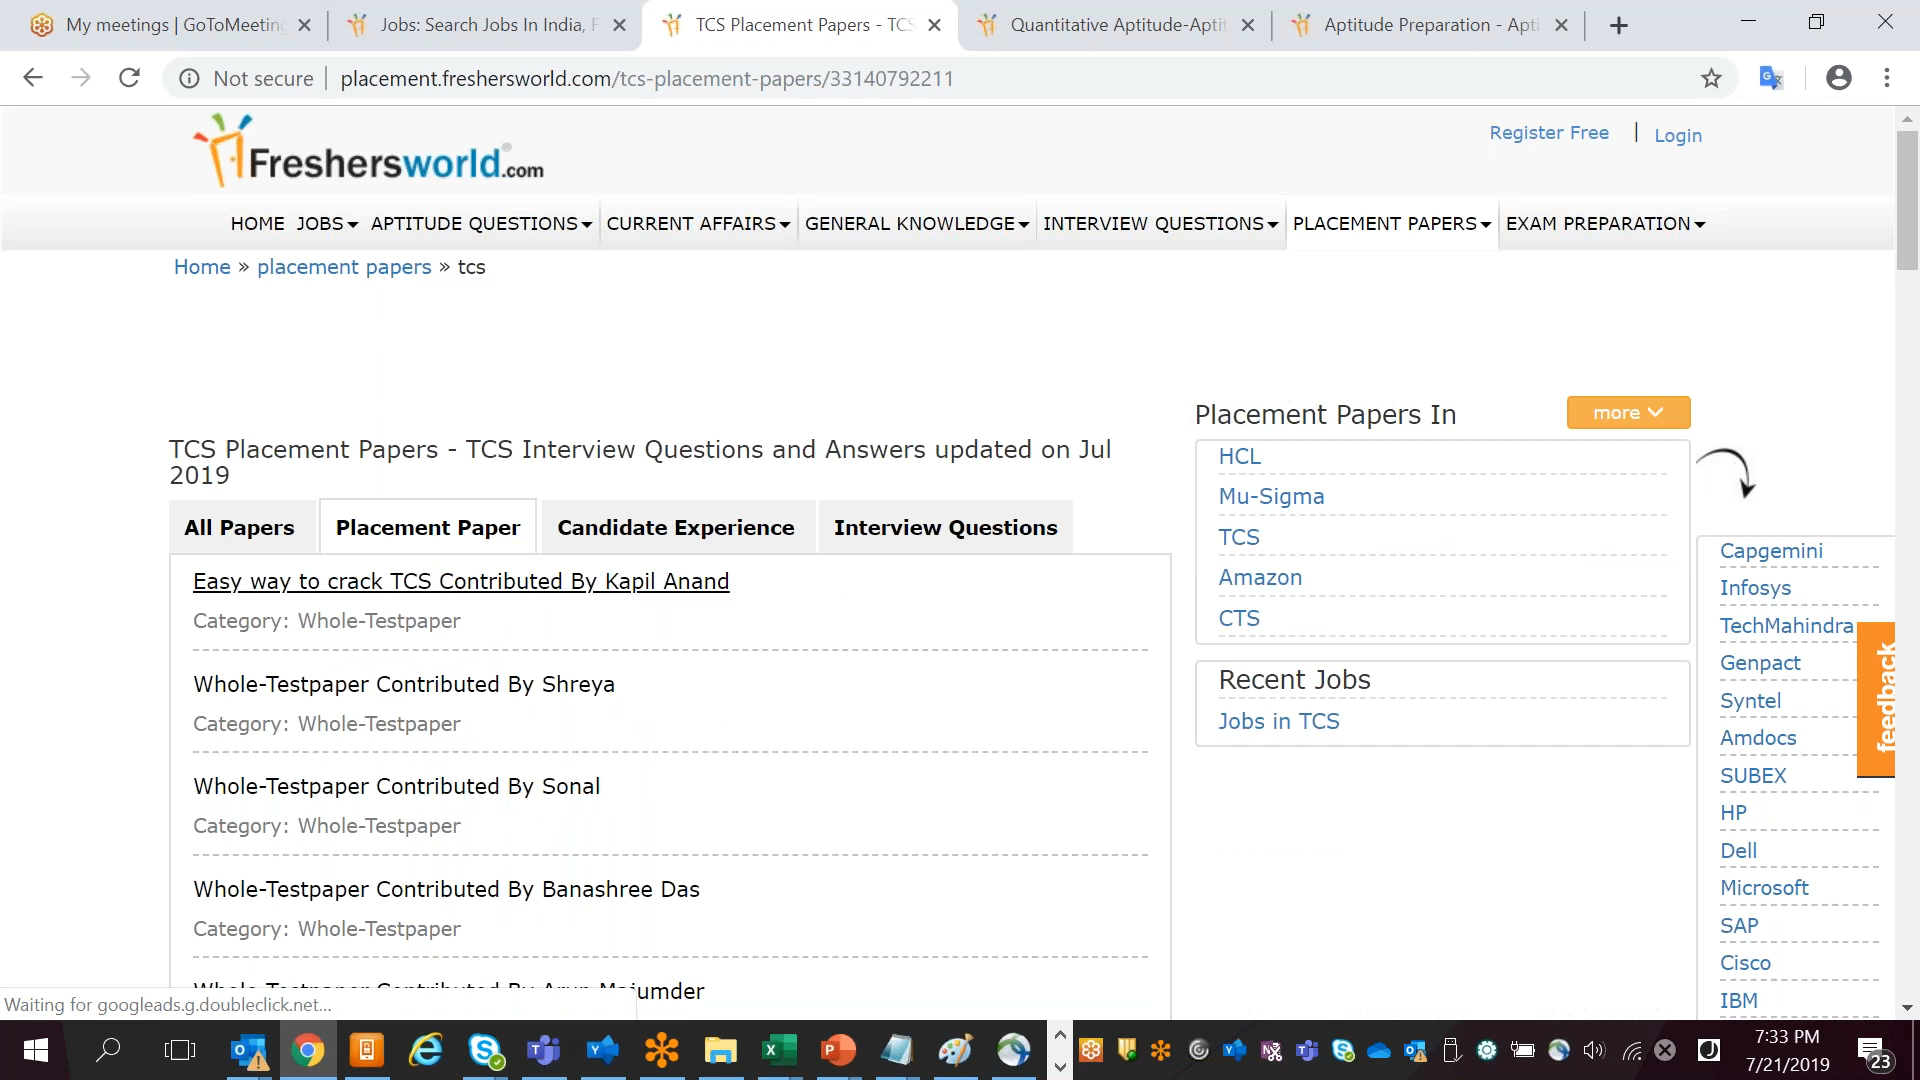 My meetings | GoToMeeting
Jobs: Search Jobs In India, F
TCS Placement Papers - TCS
Quantitative Aptitude-Aptit
Aptitude Preparation - Apti
Not secure
placement.freshersworld.com/tcs-placement-papers/33140792211
Freshersworld.com
Register Free | Login
HOME JOBS APTITUDE QUESTIONS CURRENT AFFAIRS GENERAL KNOWLEDGE INTERVIEW QUESTIONS PLACEMENT PAPERS EXAM PREPARATION
Home » placement papers » tcs
TCS Placement Papers - TCS Interview Questions and Answers updated on Jul
2019
All Papers Placement Paper Candidate Experience Interview Questions
Easy way to crack TCS Contributed By Kapil Anand
Category: Whole-Testpaper
Whole-Testpaper Contributed By Shreya
Category: Whole-Testpaper
Whole-Testpaper Contributed By Sonal
Category: Whole-Testpaper
Whole-Testpaper Contributed By Banashree Das
Category: Whole-Testpaper
Whole-Testpaper Contributed By Arun Majumder
Placement Papers In
more
HCL
Mu-Sigma
TCS
Amazon
CTS
Recent Jobs
Jobs in TCS
Capgemini
Infosys
TechMahindra
Genpact
Syntel
Amdocs
SUBEX
HP
Dell
Microsoft
SAP
Cisco
IBM
feedback
Waiting for googleads.g.doubleclick.net...
7:33 PM
7/21/2019
23